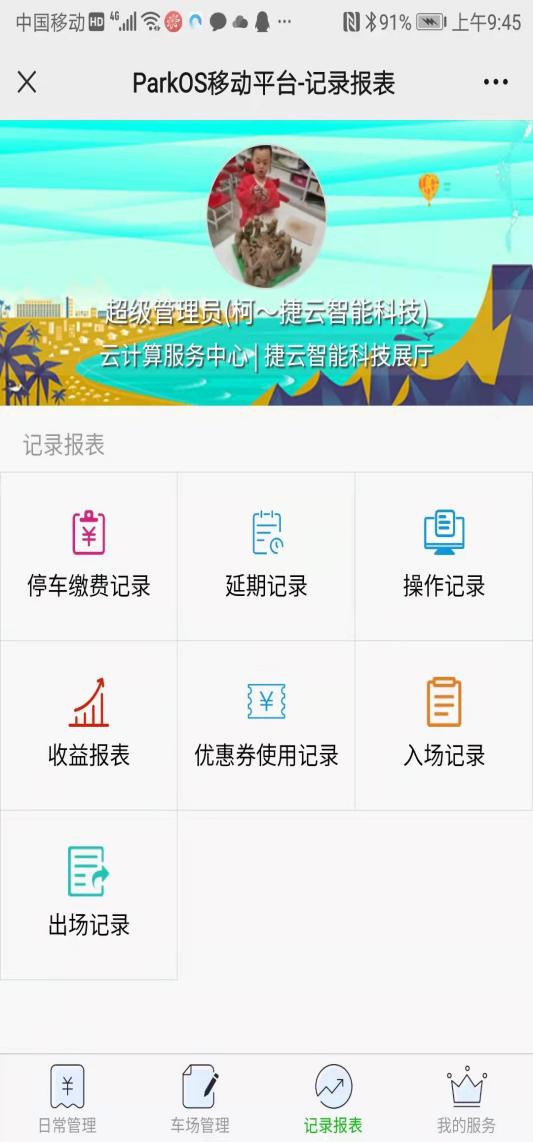 中国移动 HD 4G 91% 上午9:45
ParkOS移动平台-记录报表
超级管理员(柯~捷云智能科技)
云计算服务中心|捷云智能科技展厅
记录报表
停车缴费记录 延期记录 操作记录
收益报表 优惠券使用记录 入场记录
出场记录
日常管理 车场管理 记录报表 我的服务